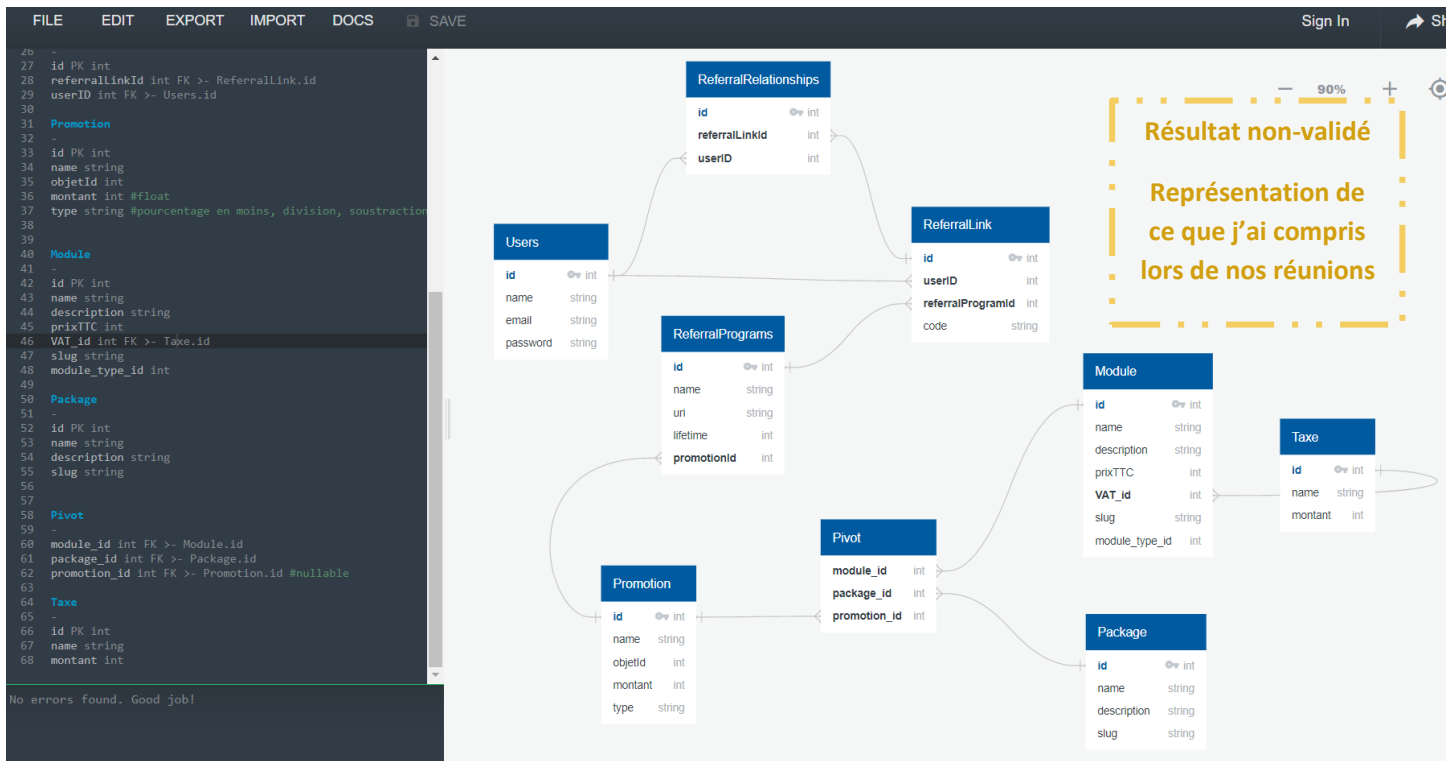 FILE EDIT EXPORT IMPORT DOCS SAVE Sign In Sh
26 -
27 id PK int
28 referralLinkId int FK >- ReferralLink.id
29 userID int FK >- Users.id
30
31 Promotion
32 -
33 id PK int
34 name string
35 objetId int
36 montant int #float
37 type string #pourcentage en moins, division, soustraction
38
39
40 Module
41 -
42 id PK int
43 name string
44 description string
45 prixTTC int
46 VAT_id int FK >- Taxe.id
47 slug string
48 module_type_id int
49
50 Package
51 -
52 id PK int
53 name string
54 description string
55 slug string
56
57
58 Pivot
59 -
60 module_id int FK >- Module.id
61 package_id int FK >- Package.id
62 promotion_id int FK >- Promotion.id #nullable
63
64 Taxe
65 -
66 id PK int
67 name string
68 montant int
No errors found. Good job!
90%
Résultat non-validé
Représentation de
ce que j’ai compris
lors de nos réunions
ReferralRelationships
id int
referralLinkId int
userID int
Users
id int
name string
email string
password string
ReferralLink
id int
userID int
referralProgramId int
code string
ReferralPrograms
id int
name string
uri string
lifetime int
promotionId int
Module
id int
name string
description string
prixTTC int
VAT_id int
slug string
module_type_id int
Taxe
id int
name string
montant int
Pivot
module_id int
package_id int
promotion_id int
Promotion
id int
name string
objetId int
montant int
type string
Package
id int
name string
description string
slug string